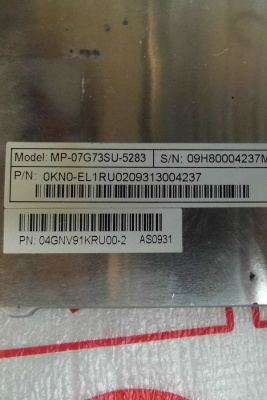 Model: MP-07G73SU-5283 S/N: 09H80004237M
P/N: 0KN0-EL1RU0209313004237
PN: 04GNV91KRU00-2 AS0931